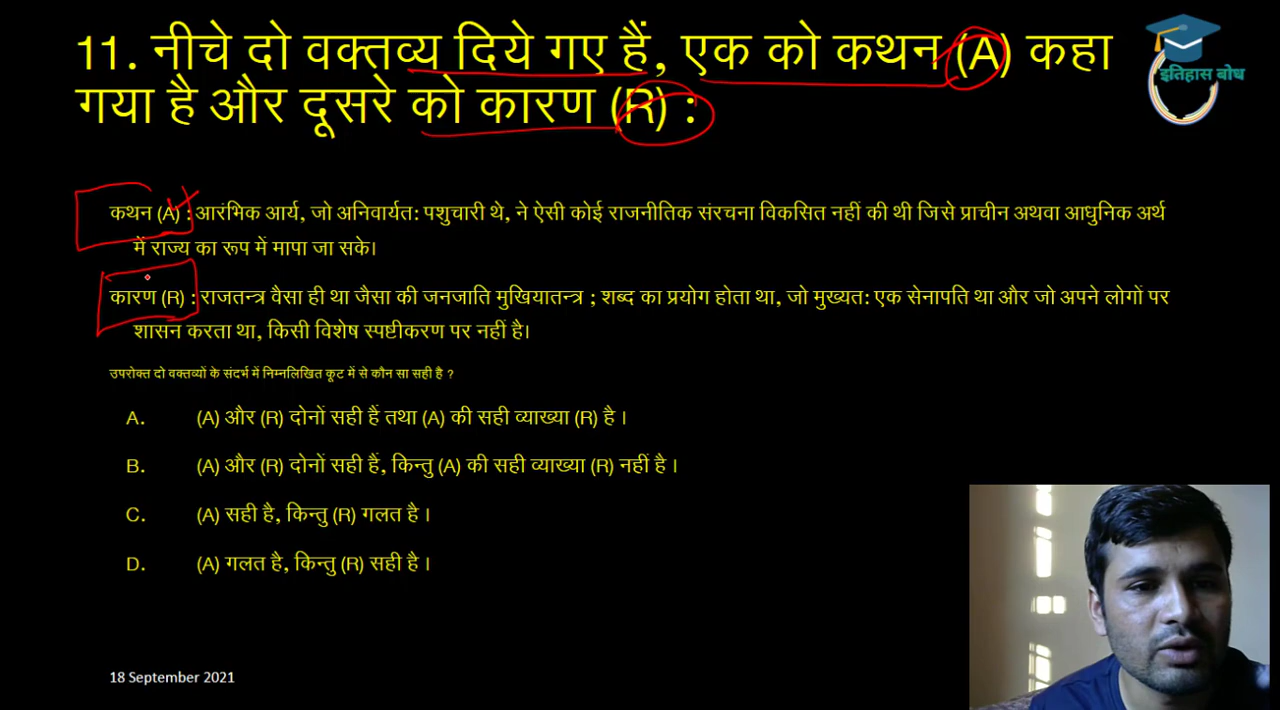 11. नीचे दो वक्तव्य दिये गए हैं, एक को कथन (A) कहा
गया है और दूसरे को कारण (R) :
इतिहास बोध
कथन (A) : आरंभिक आर्य, जो अनिवार्यत: पशुचारी थे, ने ऐसी कोई राजनीतिक संरचना विकसित नहीं की थी जिसे प्राचीन अथवा आधुनिक अर्थ
में राज्य का रूप में मापा जा सके।
कारण (R) : राजतन्त्र वैसा ही था जैसा की जनजाति मुखियातन्त्र ; शब्द का प्रयोग होता था, जो मुख्यत: एक सेनापति था और जो अपने लोगों पर
शासन करता था, किसी विशेष स्पष्टीकरण पर नहीं है।
उपरोक्त दो वक्तव्यों के संदर्भ में निम्नलिखित कूट में से कौन सा सही है ?
A. (A) और (R) दोनों सही हैं तथा (A) की सही व्याख्या (R) है ।
B. (A) और (R) दोनों सही हैं, किन्तु (A) की सही व्याख्या (R) नहीं है ।
C. (A) सही है, किन्तु (R) गलत है ।
D. (A) गलत है, किन्तु (R) सही है ।
18 September 2021